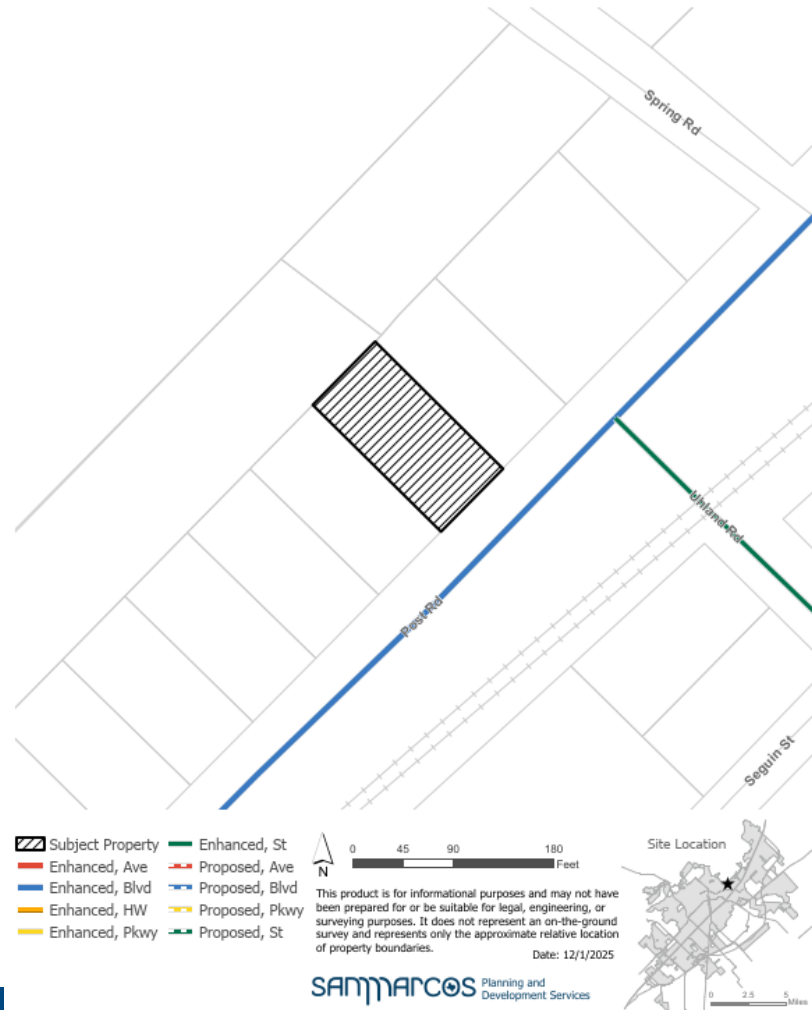 Spring Rd
Uhland Rd
Post Rd
Seguin St
Subject Property
Enhanced, Ave
Enhanced, Blvd
Enhanced, HW
Enhanced, Pkwy
Enhanced, St
Proposed, Ave
Proposed, Blvd
Proposed, Pkwy
Proposed, St
N
0 45 90 180
Feet
This product is for informational purposes and may not have
been prepared for or be suitable for legal, engineering, or
surveying purposes. It does not represent an on-the-ground
survey and represents only the approximate relative location
of property boundaries.
Date: 12/1/2025
SANMARCOS
Planning and
Development Services
Site Location
0 2.5 5
Miles